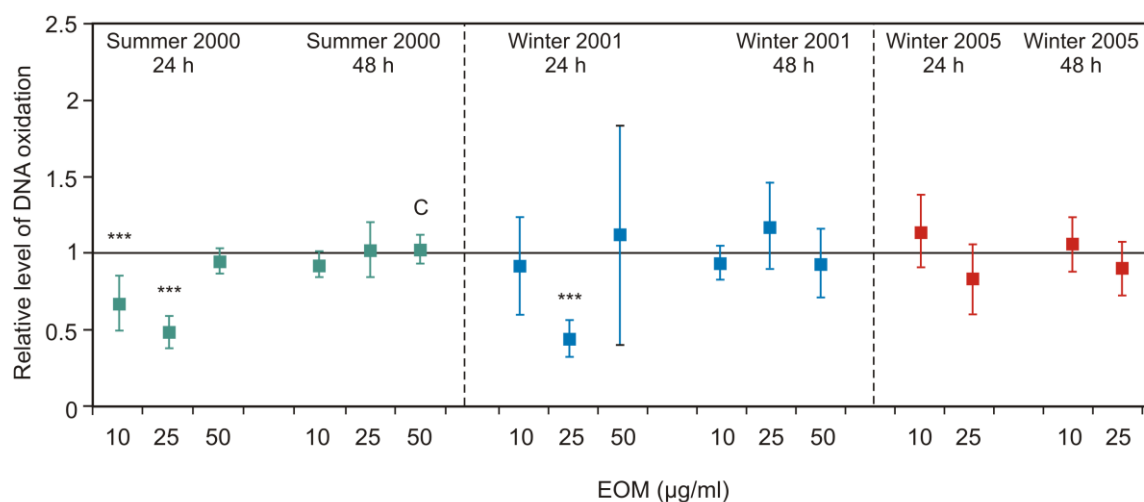 Relative level of DNA oxidation
2.5
2
1.5
1
0.5
0
Summer 2000
24 h
Summer 2000
48 h
Winter 2001
24 h
Winter 2001
48 h
Winter 2005
24 h
Winter 2005
48 h
***
***
C
***
10 25 50 10 25 50 10 25 50 10 25 50 10 25 10 25
EOM (µg/ml)